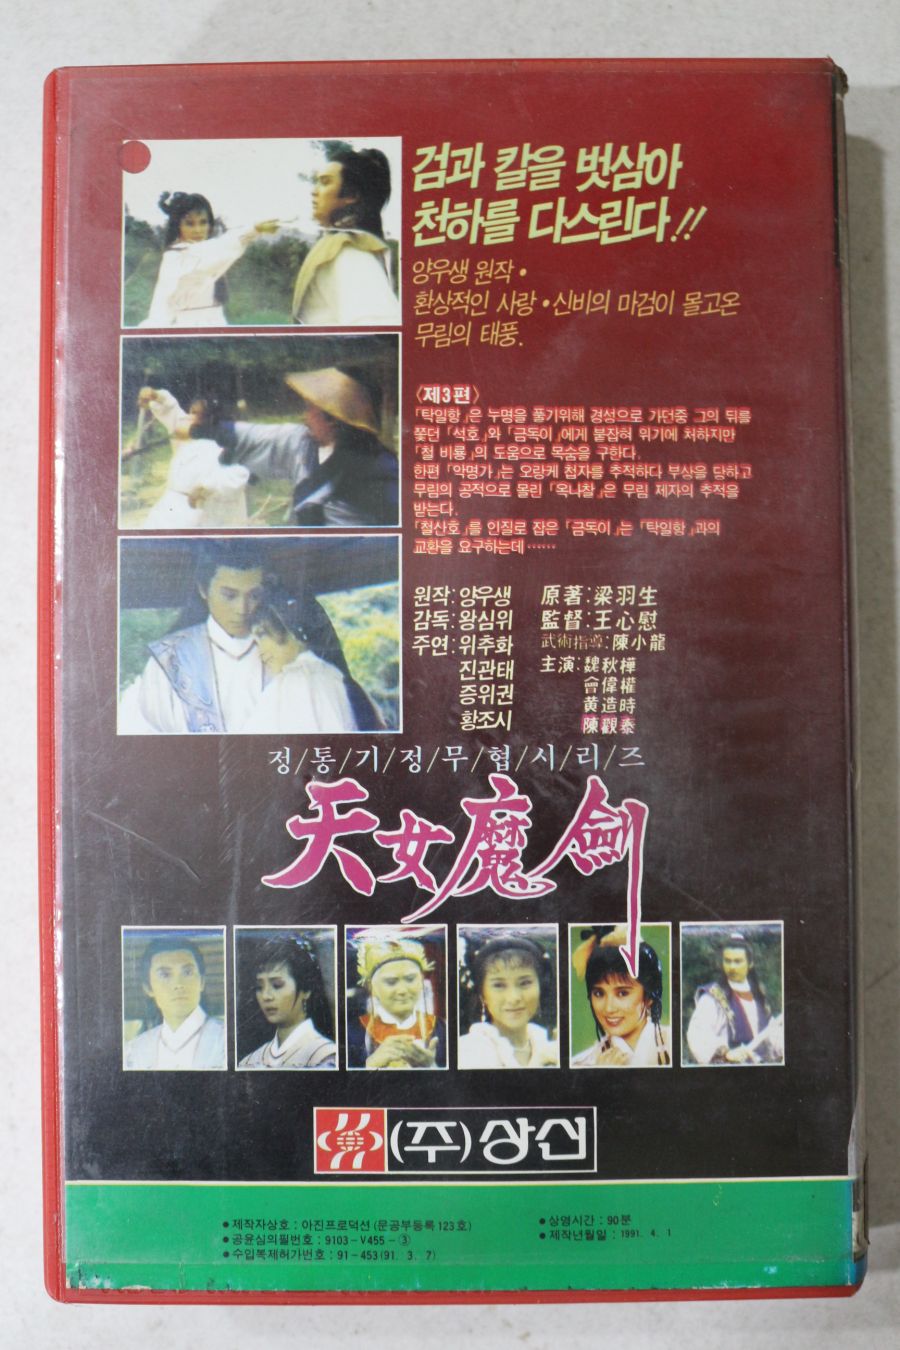 검과 칼을 벗삼아
천하를 다스린다!!
양우생 원작·
환상적인 사랑·신비의 마검이 몰고온
무림의 태풍.
〈제3편〉
「탁일항」은 누명을 풀기위해 경성으로 가던중 그의 뒤를
쫓던 「석호」와 「금독이」에게 붙잡혀 위기에 처하지만
「철 비룡」의 도움으로 목숨을 구한다.
한편 「악명가」는 오랑케 첩자를 추적하다 부상을 당하고
무림의 공적으로 몰린 「옥나찰」은 무림 제자의 추적을
받는다.
「철산호」를 인질로 잡은 「금독이」는 「탁일항」과의
교환을 요구하는데……
원작: 양우생 原著: 梁羽生
감독: 왕심위 監督: 王心慰
주연: 위추화 武術指導: 陳小龍
진관태 主演: 魏秋樺
증위권 會偉權
황조시 黄造時
陳觀泰
정/통/기/정/무/협/시/리/즈
天女魔劍
(주)상신
● 제작자상호 : 아진프로덕션 (문공부등록 123호)
● 공윤심의필번호 : 9103-V455-③
● 수입복제허가번호 : 91-453(91. 3. 7)
● 상영시간 : 90분
● 제작년월일 : 1991. 4. 1